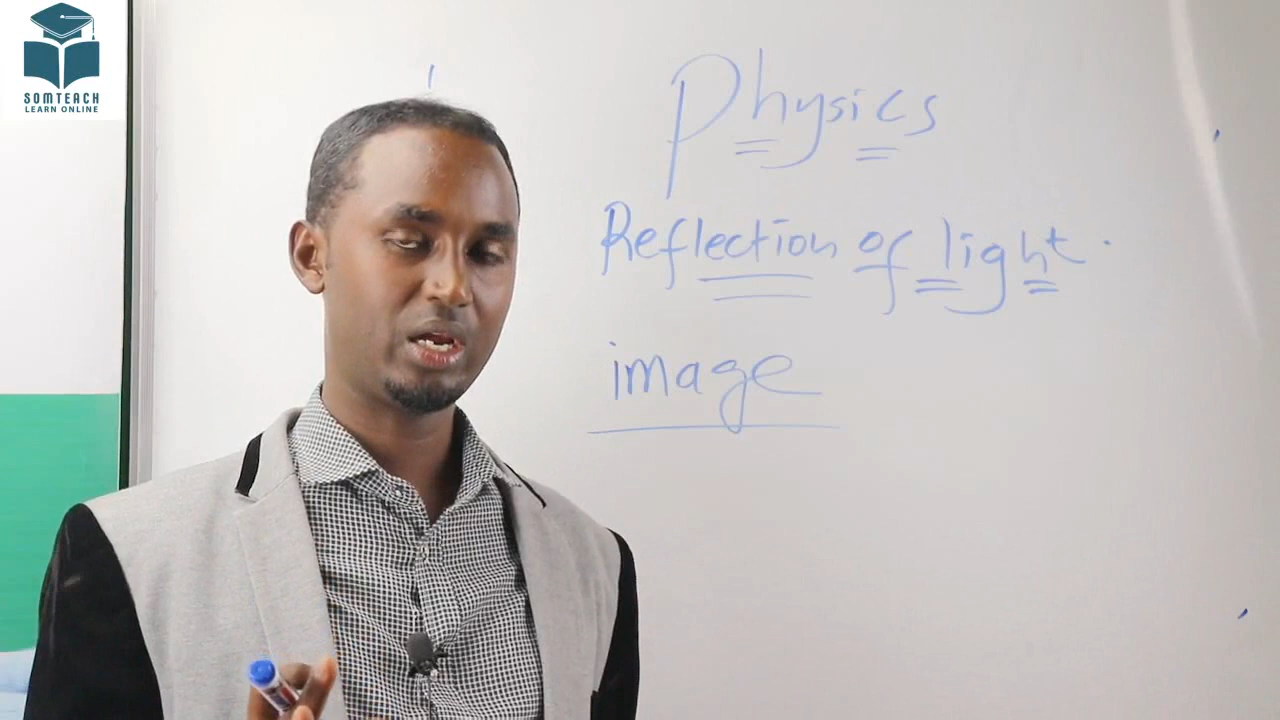 SOMTEACH
LEARN ONLINE
Physics
Reflection of light.
image